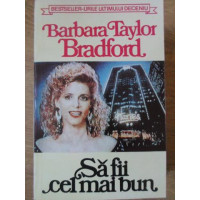 BESTSELLER-URILE ULTIMULUI DECENIU
Barbara Taylor
Bradford
Să fii
cel mai bun